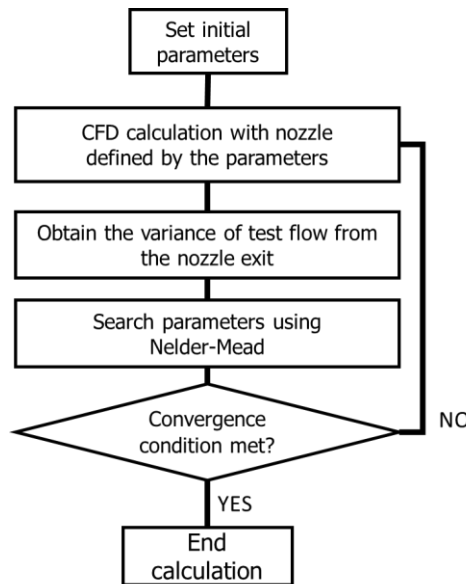 Set initial
parameters
CFD calculation with nozzle
defined by the parameters
Obtain the variance of test flow from
the nozzle exit
Search parameters using
Nelder-Mead
Convergence
condition met?
NO
YES
End
calculation